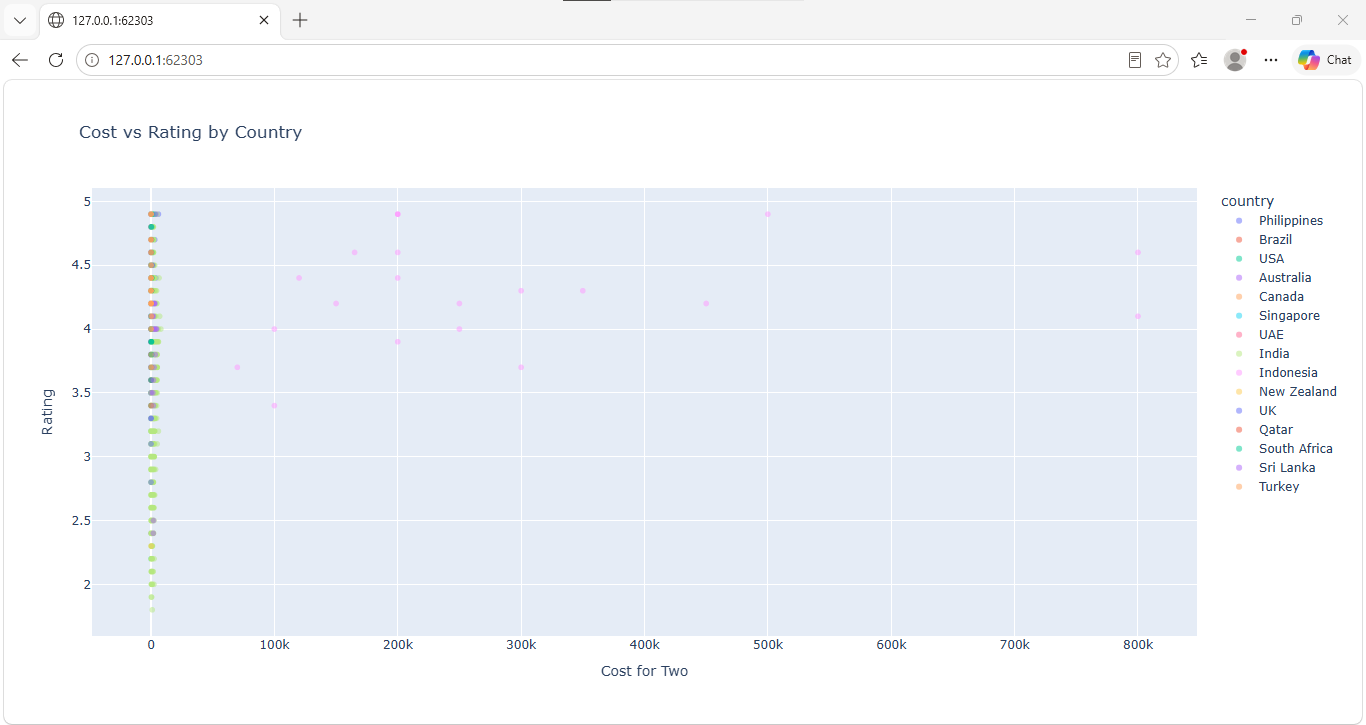 127.0.0.1:62303
127.0.0.1:62303
Chat
Cost vs Rating by Country
country
Philippines
Brazil
USA
Australia
Canada
Singapore
UAE
India
Indonesia
New Zealand
UK
Qatar
South Africa
Sri Lanka
Turkey
Rating
5
4.5
4
3.5
3
2.5
2
0 100k 200k 300k 400k 500k 600k 700k 800k
Cost for Two